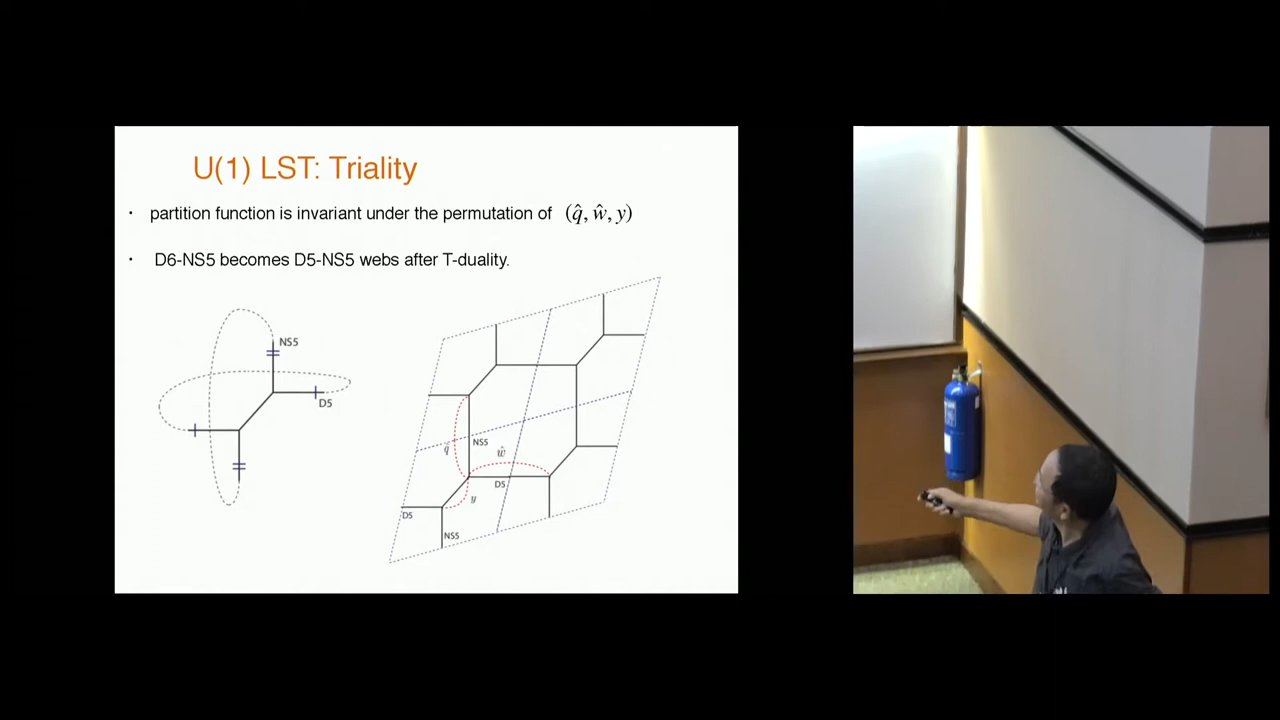 U(1) LST: Triality
· partition function is invariant under the permutation of (q̂, ŵ, y)
· D6-NS5 becomes D5-NS5 webs after T-duality.
NS5
D5
NS5
q̂
ŵ
D5
y
D5
NS5